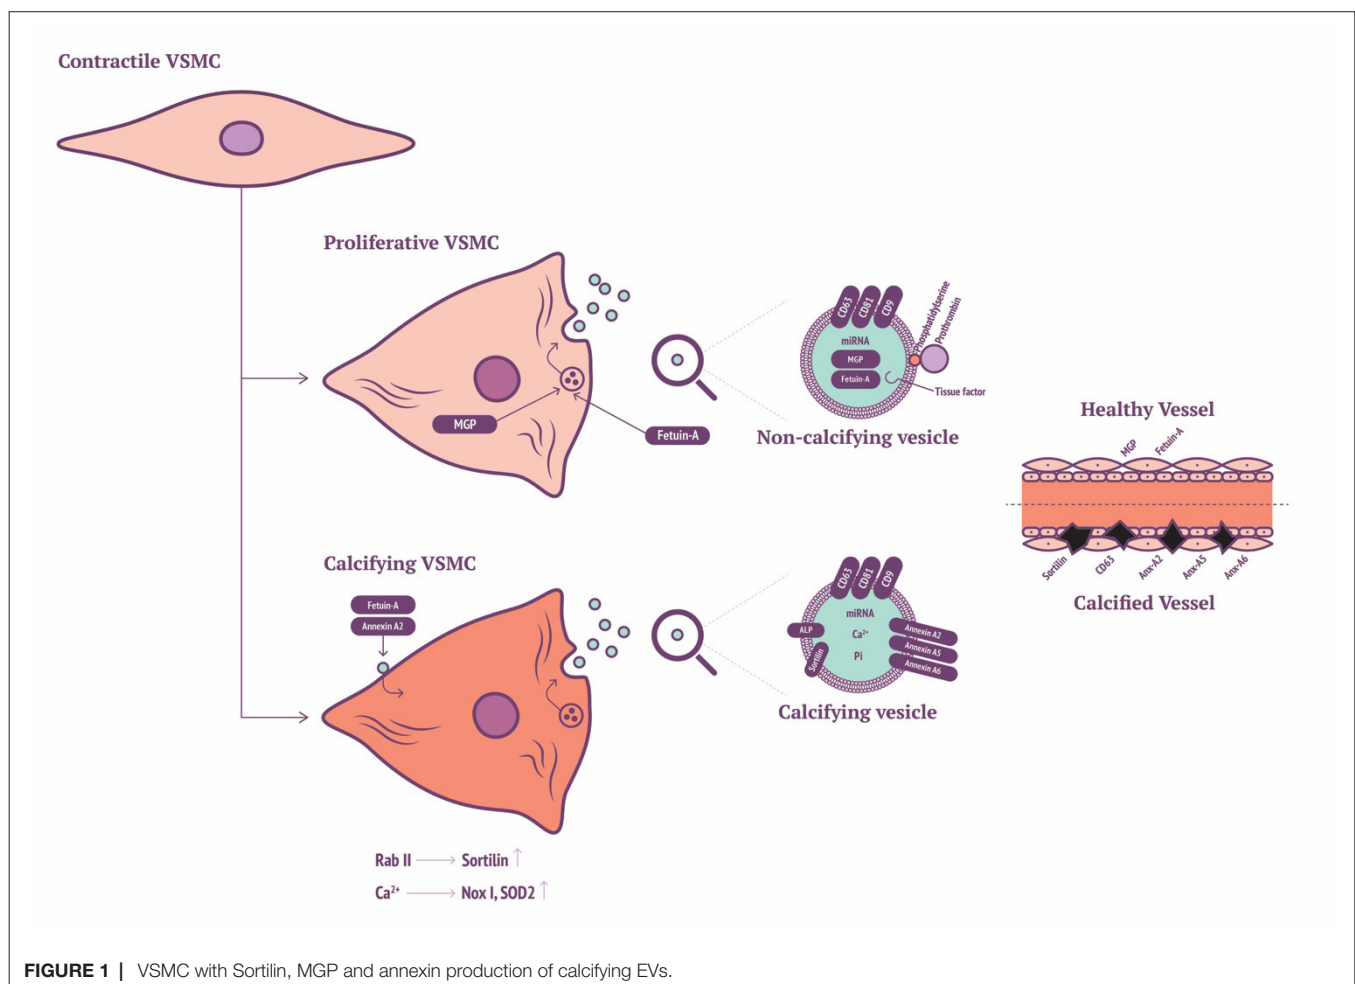 Contractile VSMC
Proliferative VSMC
MGP
Fetuin-A
CD63
CD81
CD9
miRNA
MGP
Fetuin-A
Phosphatidylserine
Prothrombin
Tissue factor
Non-calcifying vesicle
Healthy Vessel
MGP
Fetuin-A
Sortilin
CD63
Anx-A2
Anx-A5
Anx-A6
Calcified Vessel
Calcifying VSMC
Fetuin-A
Annexin A2
CD63
CD81
CD9
miRNA
ALP
Ca²⁺
Sortilin
Pi
Annexin A2
Annexin A5
Annexin A6
Calcifying vesicle
Rab II → Sortilin ↑
Ca²⁺ → Nox I, SOD2 ↑
FIGURE 1 | VSMC with Sortilin, MGP and annexin production of calcifying EVs.